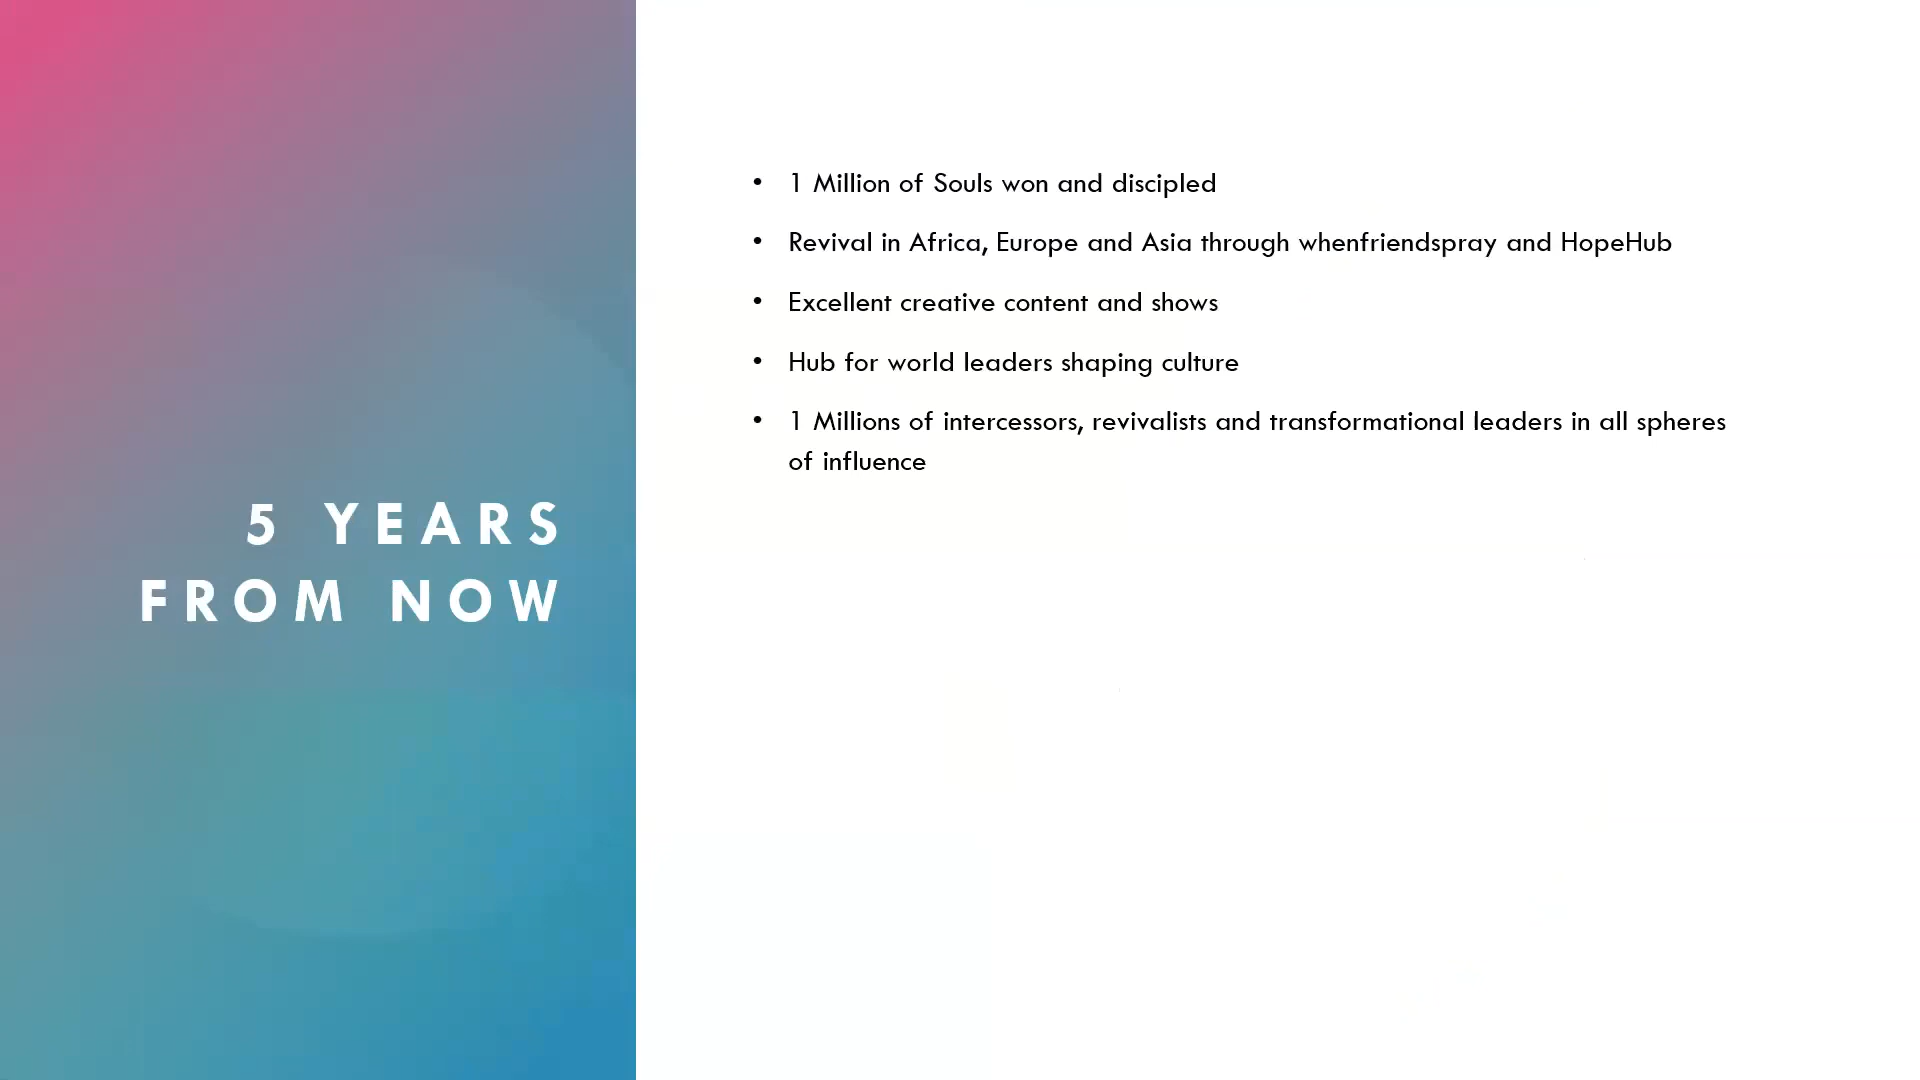 5 YEARS
FROM NOW
• 1 Million of Souls won and discipled
• Revival in Africa, Europe and Asia through whenfriendspray and HopeHub
• Excellent creative content and shows
• Hub for world leaders shaping culture
• 1 Millions of intercessors, revivalists and transformational leaders in all spheres
of influence